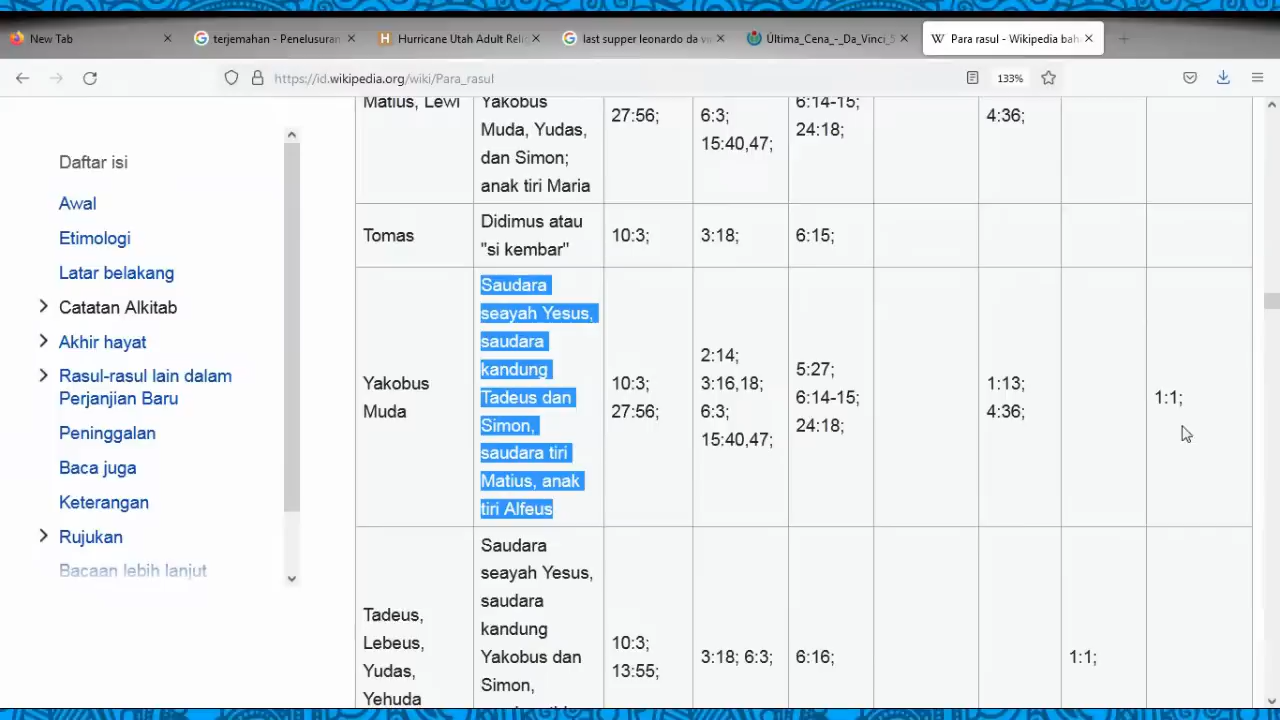 New Tab
terjemahan - Penelusuran
Hurricane Utah Adult Reli
last supper leonardo da vi
Última_Cena_-_Da_Vinci_5
Para rasul - Wikipedia bah
https://id.wikipedia.org/wiki/Para_rasul
133%
Daftar isi
Awal
Etimologi
Latar belakang
Catatan Alkitab
Akhir hayat
Rasul-rasul lain dalam
Perjanjian Baru
Peninggalan
Baca juga
Keterangan
Rujukan
Bacaan lebih lanjut
Matius, Lewi
Yakobus
Muda, Yudas,
dan Simon;
anak tiri Maria
27:56;
6:3;
15:40,47;
6:14-15;
24:18;
4:36;
Tomas
Didimus atau
"si kembar"
10:3;
3:18;
6:15;
Yakobus
Muda
Saudara
seayah Yesus,
saudara
kandung
Tadeus dan
Simon,
saudara tiri
Matius, anak
tiri Alfeus
10:3;
27:56;
2:14;
3:16,18;
6:3;
15:40,47;
5:27;
6:14-15;
24:18;
1:13;
4:36;
1:1;
Tadeus,
Lebeus,
Yudas,
Yehuda
Saudara
seayah Yesus,
saudara
kandung
Yakobus dan
Simon,
10:3;
13:55;
3:18; 6:3;
6:16;
1:1;